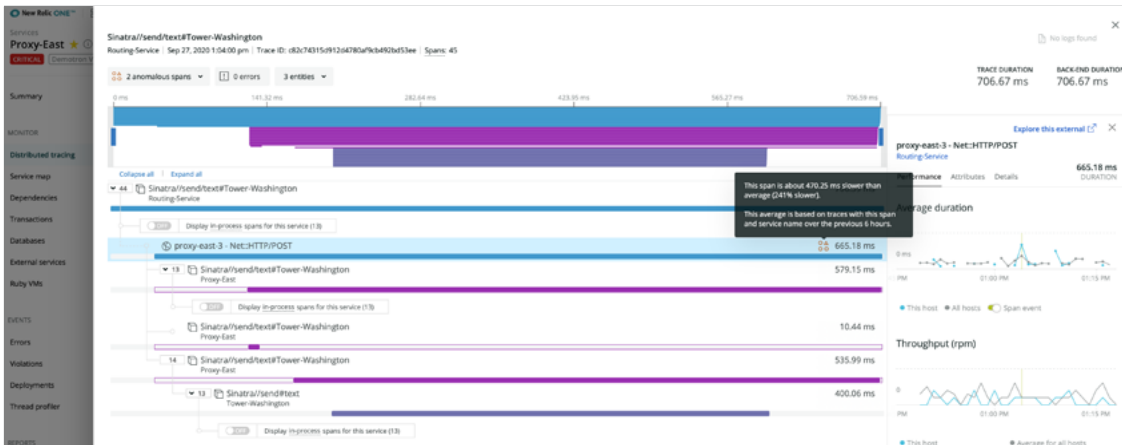 New Relic ONE™
Services
Proxy-East
CRITICAL
Summary
MONITOR
Distributed tracing
Service map
Dependencies
Transactions
Databases
External services
Ruby VMs
EVENTS
Errors
Violations
Deployments
Thread profiler
REPORTS
Sinatra//send/text#Tower-Washington
Routing-Service | Sep 27, 2020 1:04:00 pm | Trace ID: c82c74315d912d4780af9cb492bd53ee | Spans: 45
No logs found
2 anomalous spans
0 errors
3 entities
TRACE DURATION
706.67 ms
BACK-END DURATION
706.67 ms
0 ms 141.32 ms 282.64 ms 423.95 ms 565.27 ms 706.59 ms
Collapse all | Expand all
44 Sinatra//send/text#Tower-Washington
Routing-Service
OFF Display in-process spans for this service (13)
proxy-east-3 - Net::HTTP/POST 665.18 ms
13 Sinatra//send/text#Tower-Washington 579.15 ms
Proxy-East
OFF Display in-process spans for this service (13)
Sinatra//send/text#Tower-Washington 10.44 ms
Proxy-East
14 Sinatra//send/text#Tower-Washington 535.99 ms
Proxy-East
13 Sinatra//send#text 400.06 ms
Tower-Washington
OFF Display in-process spans for this service (13)
This span is about 470.25 ms slower than
average (241% slower).
This average is based on traces with this span
and service name over the previous 6 hours.
Explore this external
proxy-east-3 - Net::HTTP/POST
Routing-Service
665.18 ms
DURATION
Attributes Details
Average duration
0 ms
PM 01:00 PM 01:15 PM
This host All hosts Span event
Throughput (rpm)
0
PM 01:00 PM 01:15 PM
This host Average for all hosts